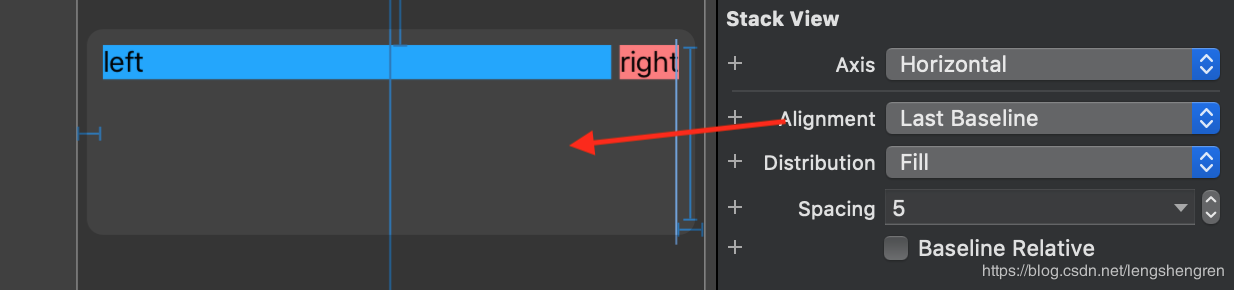 left right
Stack View
+ Axis Horizontal
+ Alignment Last Baseline
+ Distribution Fill
+ Spacing 5
+ Baseline Relative
https://blog.csdn.net/lengshengren